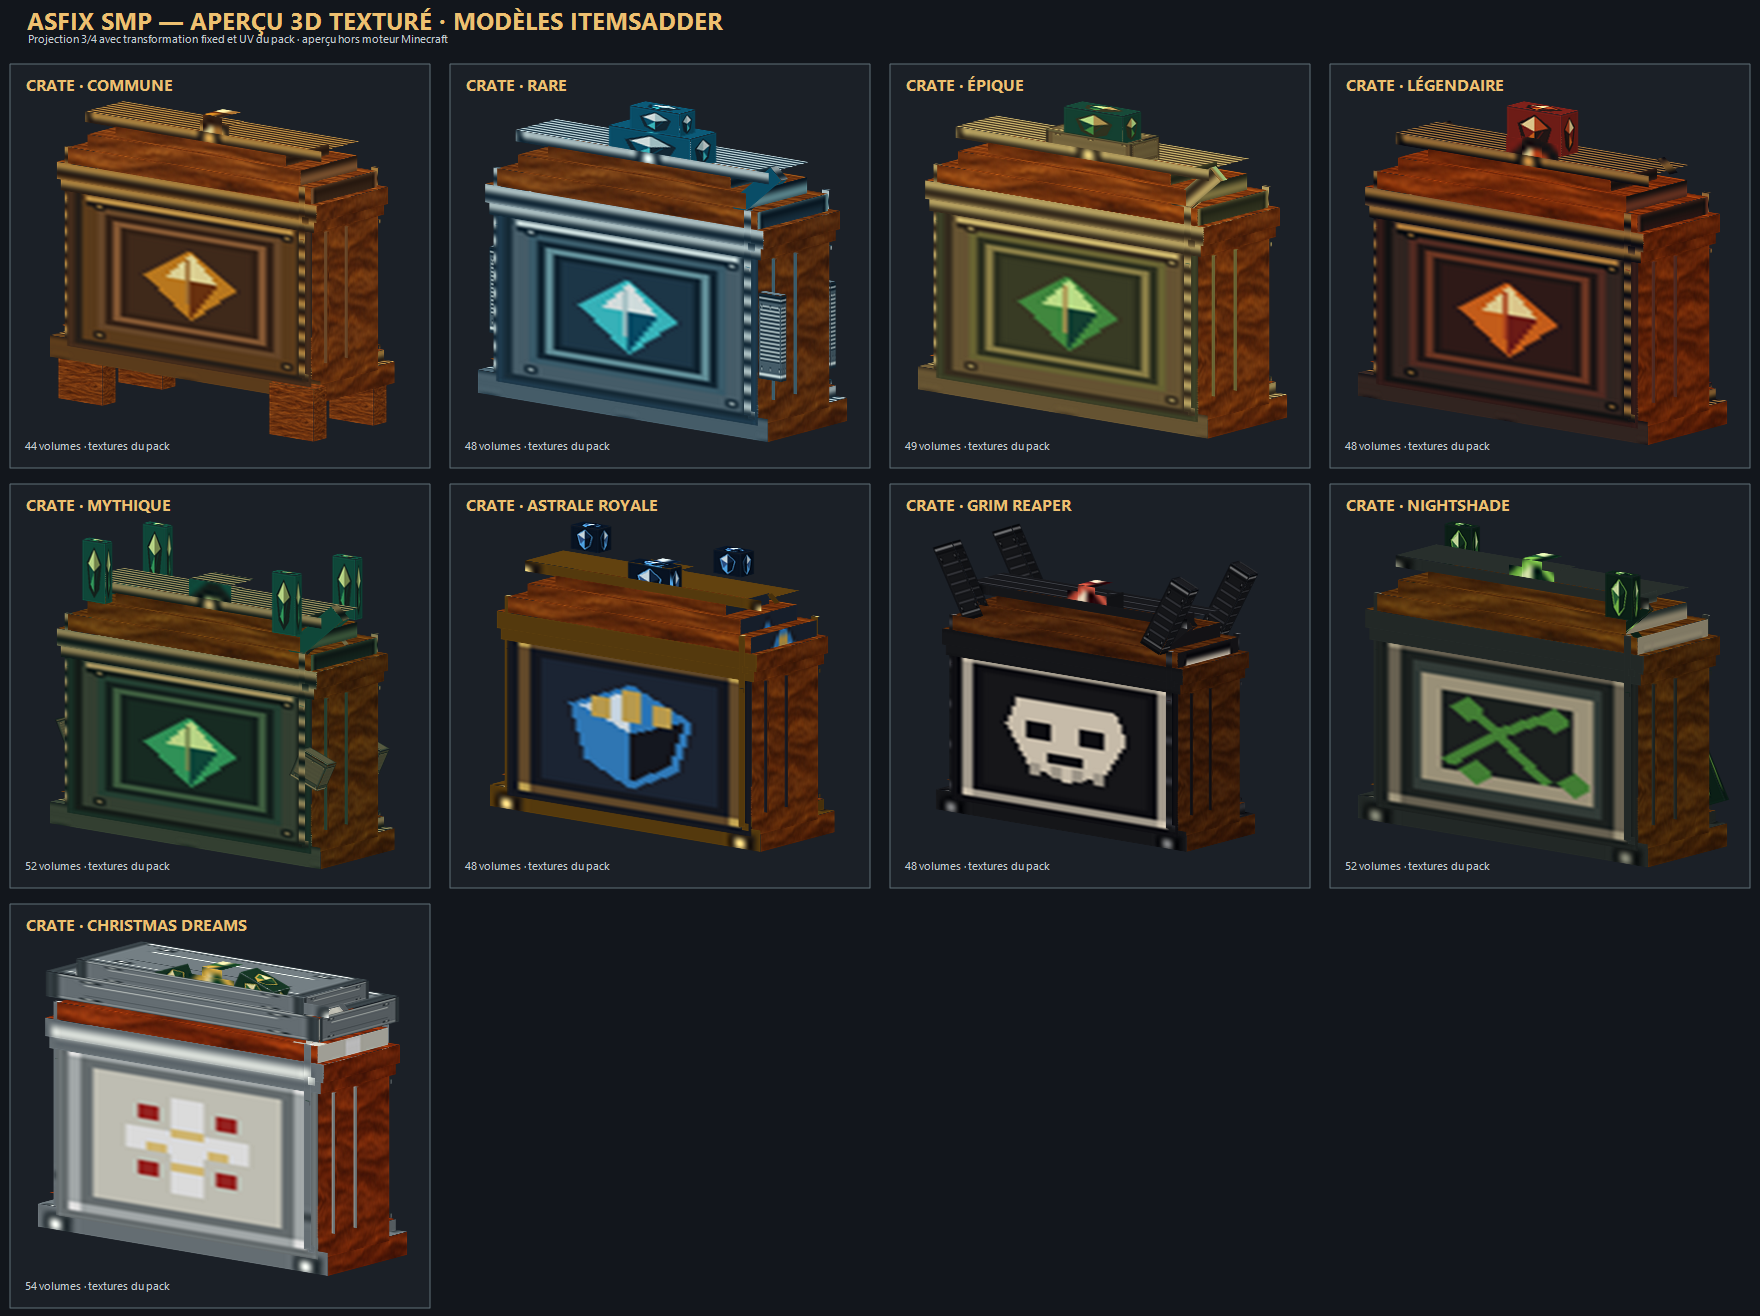 ASFIX SMP — APERÇU 3D TEXTURÉ · MODÈLES ITEMSADDER
Projection 3/4 avec transformation fixed et UV du pack · aperçu hors moteur Minecraft
CRATE · COMMUNE
44 volumes · textures du pack
CRATE · RARE
48 volumes · textures du pack
CRATE · ÉPIQUE
49 volumes · textures du pack
CRATE · LÉGENDAIRE
48 volumes · textures du pack
CRATE · MYTHIQUE
52 volumes · textures du pack
CRATE · ASTRALE ROYALE
48 volumes · textures du pack
CRATE · GRIM REAPER
48 volumes · textures du pack
CRATE · NIGHTSHADE
52 volumes · textures du pack
CRATE · CHRISTMAS DREAMS
54 volumes · textures du pack